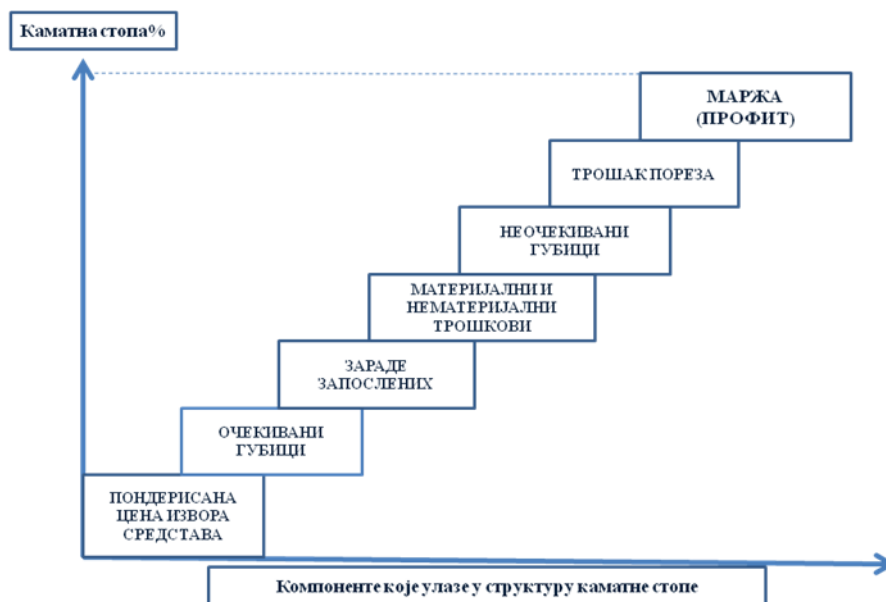 Каматна стопа%
МАРЖА
(ПРОФИТ)
ТРОШАК ПОРЕЗА
НЕОЧЕКИВАНИ
ГУБИЦИ
МАТЕРИЈАЛНИ И
НЕМАТЕРИЈАЛНИ
ТРОШКОВИ
ЗАРАДЕ
ЗАПОСЛЕНИХ
ОЧЕКИВАНИ
ГУБИЦИ
ПОНДЕРИСАНА
ЦЕНА ИЗВОРА
СРЕДСТАВА
Компоненте које улазе у структуру каматне стопе